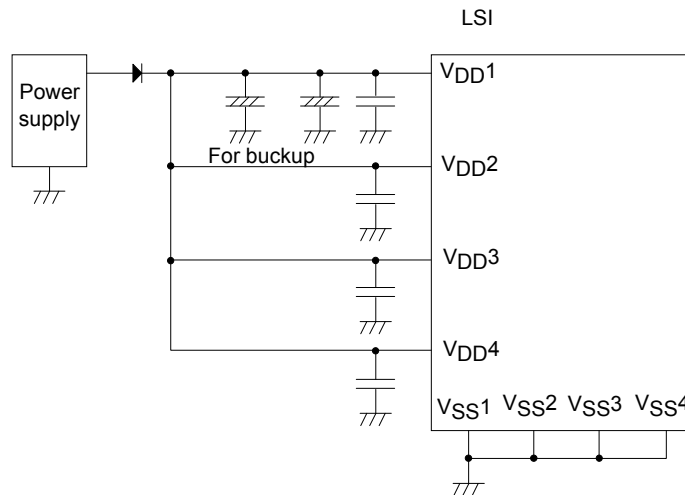 LSI
Power
supply
VDD1
For buckup
VDD2
VDD3
VDD4
VSS1 VSS2 VSS3 VSS4